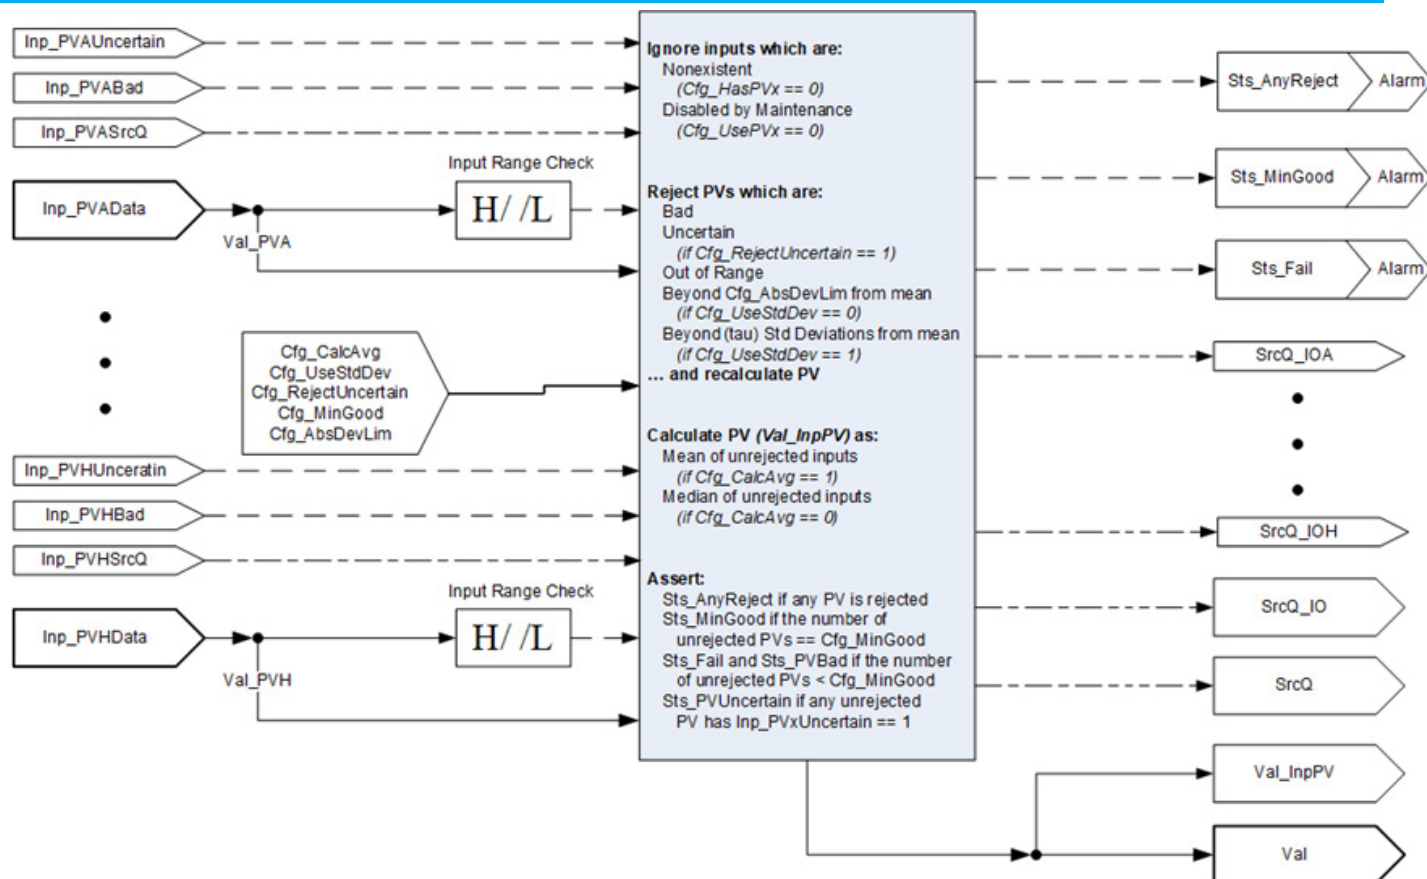 Inp_PVAUncertain
Inp_PVABad
Inp_PVASrcQ
Inp_PVAData
Val_PVA
Input Range Check
H/ /L
Cfg_CalcAvg
Cfg_UseStdDev
Cfg_RejectUncertain
Cfg_MinGood
Cfg_AbsDevLim
Inp_PVHUnceratin
Inp_PVHBad
Inp_PVHSrcQ
Inp_PVHData
Val_PVH
Input Range Check
H/ /L
Ignore inputs which are:
Nonexistent
(Cfg_HasPVx == 0)
Disabled by Maintenance
(Cfg_UsePVx == 0)
Reject PVs which are:
Bad
Uncertain
(if Cfg_RejectUncertain == 1)
Out of Range
Beyond Cfg_AbsDevLim from mean
(if Cfg_UseStdDev == 0)
Beyond (tau) Std Deviations from mean
(if Cfg_UseStdDev == 1)
... and recalculate PV
Calculate PV (Val_InpPV) as:
Mean of unrejected inputs
(if Cfg_CalcAvg == 1)
Median of unrejected inputs
(if Cfg_CalcAvg == 0)
Assert:
Sts_AnyReject if any PV is rejected
Sts_MinGood if the number of
unrejected PVs == Cfg_MinGood
Sts_Fail and Sts_PVBad if the number
of unrejected PVs < Cfg_MinGood
Sts_PVUncertain if any unrejected
PV has Inp_PVxUncertain == 1
Sts_AnyReject Alarm
Sts_MinGood Alarm
Sts_Fail Alarm
SrcQ_IOA
SrcQ_IOH
SrcQ_IO
SrcQ
Val_InpPV
Val